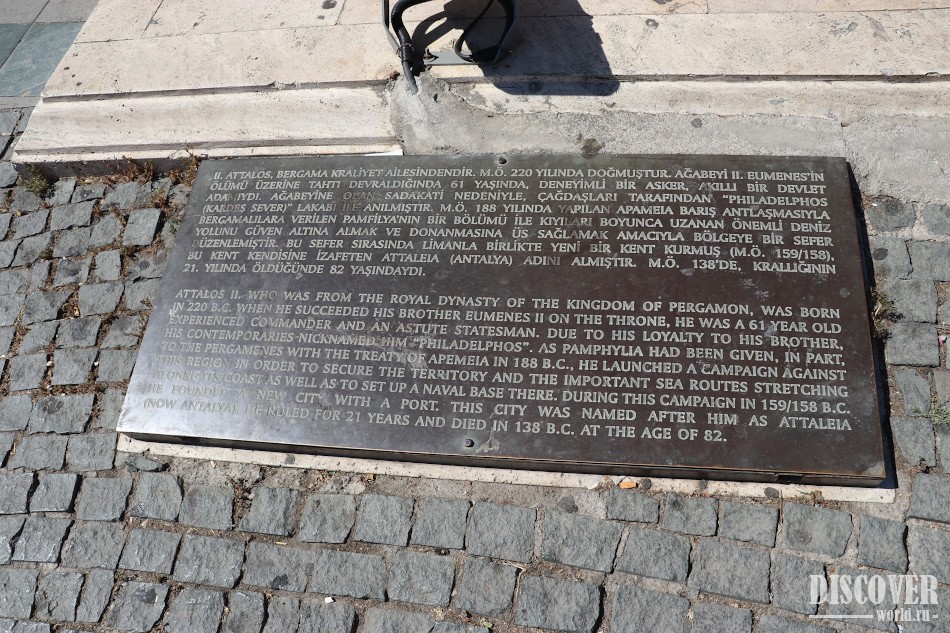 II. ATTALOS, BERGAMA KRALİYET AİLESİNDENDİR. M.Ö. 220 YILINDA DOĞMUŞTUR. AĞABEYİ II. EUMENES'İN
ÖLÜMÜ ÜZERİNE TAHTI DEVRALDIĞINDA 61 YAŞINDA, DENEYİMLİ BİR ASKER, AKILLI BİR DEVLET
ADAMIYDI. AĞABEYİNE OLAN SADAKATİ NEDENİYLE, ÇAĞDAŞLARI TARAFINDAN "PHILADELPHOS
(KARDEŞ SEVER)" LAKABI İLE ANILMIŞTIR. M.Ö. 188 YILINDA YAPILAN APAMEIA BARIŞ ANTLAŞMASIYLA
BERGAMALILARA VERİLEN PAMFİLYA'NIN BİR BÖLÜMÜ İLE KIYILARI BOYUNCA UZANAN ÖNEMLİ DENİZ
YOLUNU GÜVEN ALTINA ALMAK VE DONANMASINA ÜS SAĞLAMAK AMACIYLA BÖLGEYE BİR SEFER
DÜZENLEMİŞTİR. BU SEFER SIRASINDA LİMANLA BİRLİKTE YENİ BİR KENT KURMUŞ (M.Ö. 159/158).
BU KENT KENDİSİNE İZAFETEN ATTALEIA (ANTALYA) ADINI ALMIŞTIR. M.Ö. 138'DE, KRALLIĞININ
21. YILINDA ÖLDÜĞÜNDE 82 YAŞINDAYDI.
ATTALOS II. WHO WAS FROM THE ROYAL DYNASTY OF THE KINGDOM OF PERGAMON, WAS BORN
IN 220 B.C. WHEN HE SUCCEEDED HIS BROTHER EUMENES II ON THE THRONE, HE WAS A 61 YEAR OLD
EXPERIENCED COMMANDER AND AN ASTUTE STATESMAN. DUE TO HIS LOYALTY TO HIS BROTHER,
HIS CONTEMPORARIES NICKNAMED HIM "PHILADELPHOS". AS PAMPHYLIA HAD BEEN GIVEN, IN PART,
TO THE PERGAMENES WITH THE TREATY OF APEMEIA IN 188 B.C., HE LAUNCHED A CAMPAIGN AGAINST
THIS REGION IN ORDER TO SECURE THE TERRITORY AND THE IMPORTANT SEA ROUTES STRETCHING
ALONG ITS COAST AS WELL AS TO SET UP A NAVAL BASE THERE. DURING THIS CAMPAIGN IN 159/158 B.C.
HE FOUNDED A NEW CITY WITH A PORT. THIS CITY WAS NAMED AFTER HIM AS ATTALEIA
(NOW ANTALYA). HE RULED FOR 21 YEARS AND DIED IN 138 B.C. AT THE AGE OF 82.
DISCOVER
world.ru